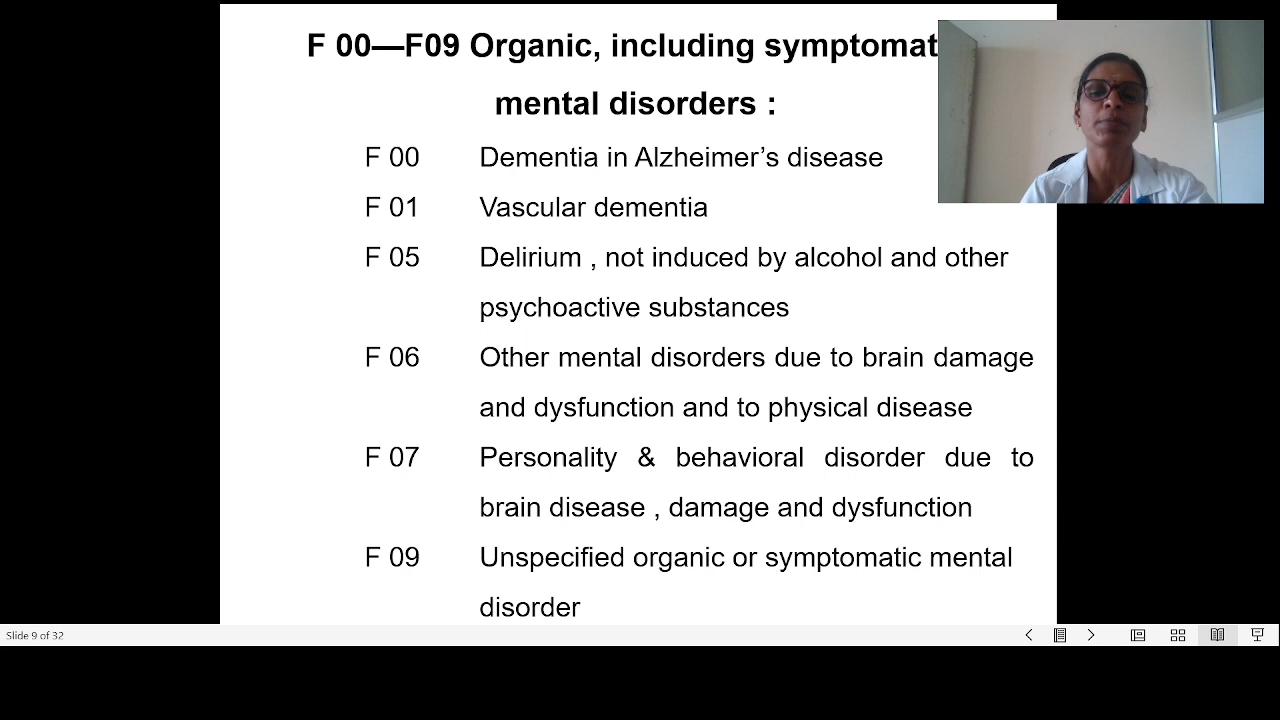 F 00—F09 Organic, including symptomat
mental disorders :
F 00 Dementia in Alzheimer’s disease
F 01 Vascular dementia
F 05 Delirium , not induced by alcohol and other
psychoactive substances
F 06 Other mental disorders due to brain damage
and dysfunction and to physical disease
F 07 Personality & behavioral disorder due to
brain disease , damage and dysfunction
F 09 Unspecified organic or symptomatic mental
disorder
Slide 9 of 32